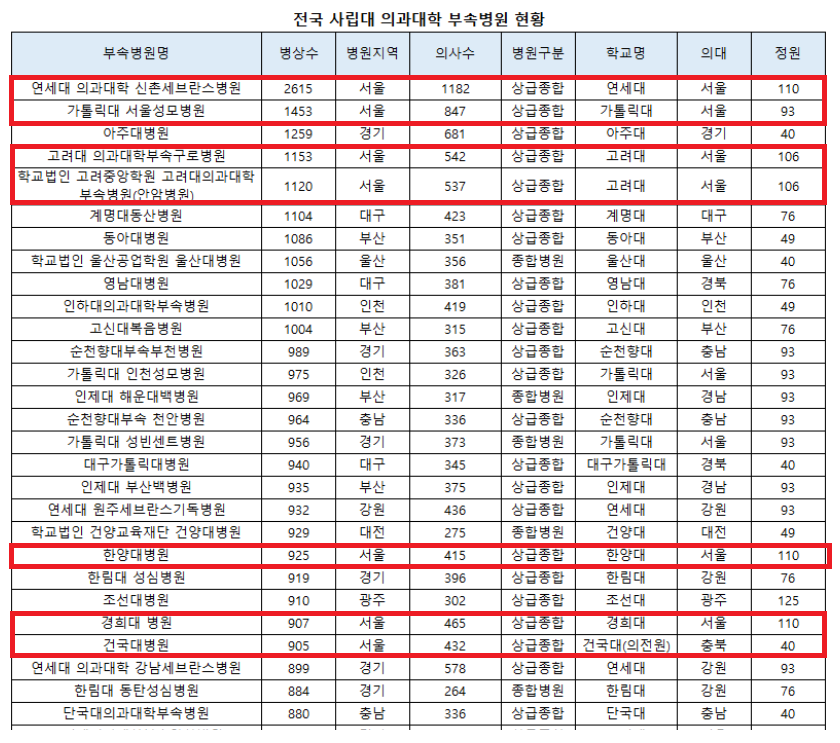 전국 사립대 의과대학 부속병원 현황
부속병원명 병상수 병원지역 의사수 병원구분 학교명 의대 정원
연세대 의과대학 신촌세브란스병원 2615 서울 1182 상급종합 연세대 서울 110
가톨릭대 서울성모병원 1453 서울 847 상급종합 가톨릭대 서울 93
아주대병원 1259 경기 681 상급종합 아주대 경기 40
고려대 의과대학부속구로병원 1153 서울 542 상급종합 고려대 서울 106
학교법인 고려중앙학원 고려대의과대학
부속병원(안암병원) 1120 서울 537 상급종합 고려대 서울 106
계명대동산병원 1104 대구 423 상급종합 계명대 대구 76
동아대병원 1086 부산 351 상급종합 동아대 부산 49
학교법인 울산공업학원 울산대병원 1056 울산 356 종합병원 울산대 울산 40
영남대병원 1029 대구 381 상급종합 영남대 경북 76
인하대의과대학부속병원 1010 인천 419 상급종합 인하대 인천 49
고신대복음병원 1004 부산 315 상급종합 고신대 부산 76
순천향대부속부천병원 989 경기 363 상급종합 순천향대 충남 93
가톨릭대 인천성모병원 975 인천 326 상급종합 가톨릭대 서울 93
인제대 해운대백병원 969 부산 317 종합병원 인제대 경남 93
순천향대부속 천안병원 964 충남 336 상급종합 순천향대 충남 93
가톨릭대 성빈센트병원 956 경기 373 종합병원 가톨릭대 서울 93
대구가톨릭대병원 940 대구 345 상급종합 대구가톨릭대 경북 40
인제대 부산백병원 935 부산 375 상급종합 인제대 경남 93
연세대 원주세브란스기독병원 932 강원 436 상급종합 연세대 강원 93
학교법인 건양교육재단 건양대병원 929 대전 275 종합병원 건양대 대전 49
한양대병원 925 서울 415 상급종합 한양대 서울 110
한림대 성심병원 919 경기 396 상급종합 한림대 강원 76
조선대병원 910 광주 302 상급종합 조선대 광주 125
경희대 병원 907 서울 465 상급종합 경희대 서울 110
건국대병원 905 서울 432 상급종합 건국대(의전원) 충북 40
연세대 의과대학 강남세브란스병원 899 경기 578 상급종합 연세대 강원 93
한림대 동탄성심병원 884 경기 264 종합병원 한림대 강원 76
단국대의과대학부속병원 880 충남 336 상급종합 단국대 충남 40